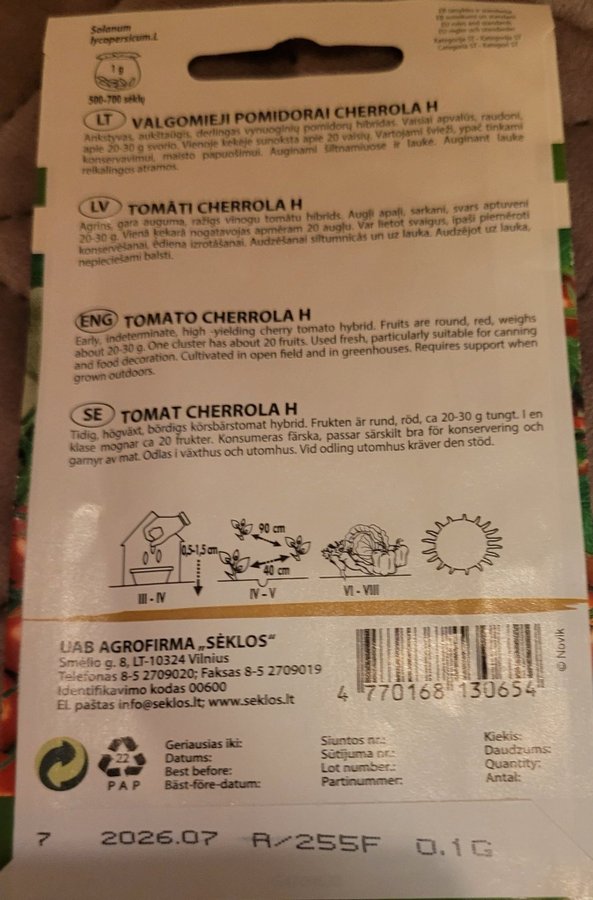 Solanum
lycopersicum.L
1 g
500-700 sėklų
LT VALGOMIEJI POMIDORAI CHERROLA H
Ankstyvas, aukštaūgis, derlingas vynuoginių pomidorų hibridas. Vaisiai apvalūs, raudoni,
apie 20-30 g svorio. Vienoje kekėje sunoksta apie 20 vaisių. Vartojami švieži, ypač tinkami
konservavimui, maisto papuošimui. Auginami šiltnamiuose ir lauke. Auginant lauke
reikalingos atramos.
LV TOMĀTI CHERROLA H
Agrīns, gara auguma, ražīgs vīnogu tomātu hibrīds. Augļi apaļi, sarkani, svars aptuveni
20-30 g. Vienā ķekarā nogatavojas apmēram 20 augļu. Var lietot svaigus, īpaši piemēroti
konservēšanai, ēdiena izrotāšanai. Audzēšanai siltumnīcās un uz lauka. Audzējot uz lauka,
nepieciešami balsti.
ENG TOMATO CHERROLA H
Early, indeterminate, high -yielding cherry tomato hybrid. Fruits are round, red, weighs
about 20-30 g. One cluster has about 20 fruits. Used fresh, particularly suitable for canning
and food decoration. Cultivated in open field and in greenhouses. Requires support when
grown outdoors.
SE TOMAT CHERROLA H
Tidig, högväxt, bördigs körsbärstomat hybrid. Frukten är rund, röd, ca 20-30 g tungt. I en
klase mognar ca 20 frukter. Konsumeras färska, passar särskilt bra för konservering och
garnyr av mat. Odlas i växthus och utomhus. Vid odling utomhus kräver den stöd.
0,5-1,5 cm
90 cm
40 cm
III - IV
IV - V
VI - VIII
UAB AGROFIRMA „SĖKLOS“
Smėlio g. 8, LT-10324 Vilnius
Telefonas 8-5 2709020; Faksas 8-5 2709019
Identifikavimo kodas 00600
El. paštas info@seklos.lt; www.seklos.lt
4 770168 130654
© Novik
22
PAP
Geriausias iki:
Datums:
Best before:
Bäst-före-datum:
Siuntos nr.:
Sūtījuma nr.:
Lot number:
Partinummer:
Kiekis:
Daudzums:
Quantity:
Antal:
7 2026.07 A/255F 0.1G